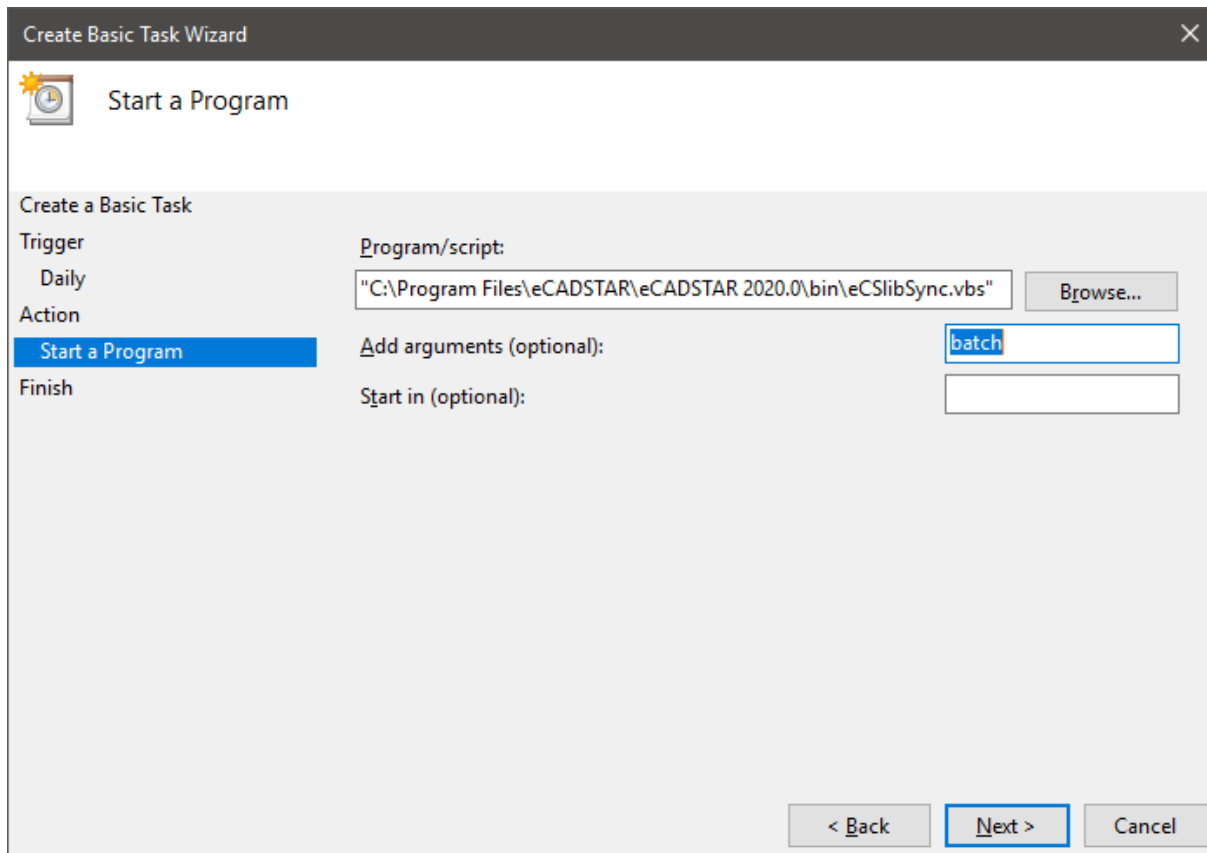 Create Basic Task Wizard
Start a Program
Create a Basic Task
Trigger
Daily
Action
Start a Program
Finish
Program/script:
"C:\Program Files\eCADSTAR\eCADSTAR 2020.0\bin\eCSlibSync.vbs"
Browse...
Add arguments (optional):
batch
Start in (optional):
< Back
Next >
Cancel